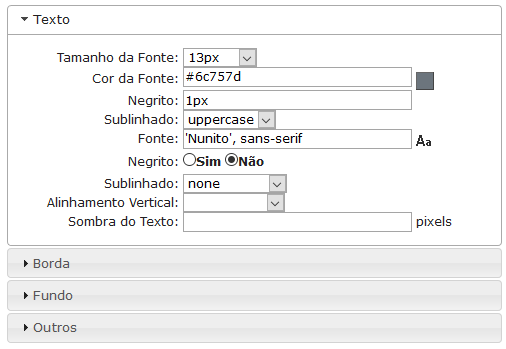 Texto
Tamanho da Fonte: 13px
Cor da Fonte: #6c757d
Negrito: 1px
Sublinhado: uppercase
Fonte: 'Nunito', sans-serif Aa
Negrito: Sim Não
Sublinhado: none
Alinhamento Vertical:
Sombra do Texto: pixels
Borda
Fundo
Outros